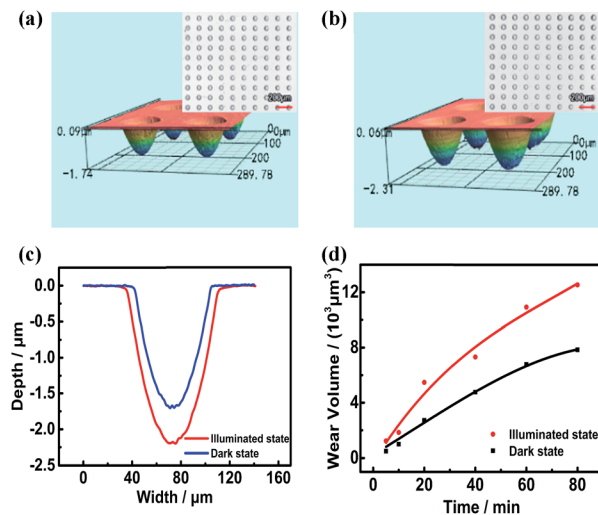 (a)
200μm
0.09μm
0μm
100
200
-1.74
289.78
(b)
200μm
0.06μm
0μm
100
200
-2.31
289.78
(c)
0.0
-0.5
-1.0
-1.5
-2.0
-2.5
Depth / μm
Illuminated state
Dark state
0 40 80 120 160
Width / μm
(d)
12
8
4
0
Wear Volume / (10³μm³)
Illuminated state
Dark state
0 20 40 60 80
Time / min